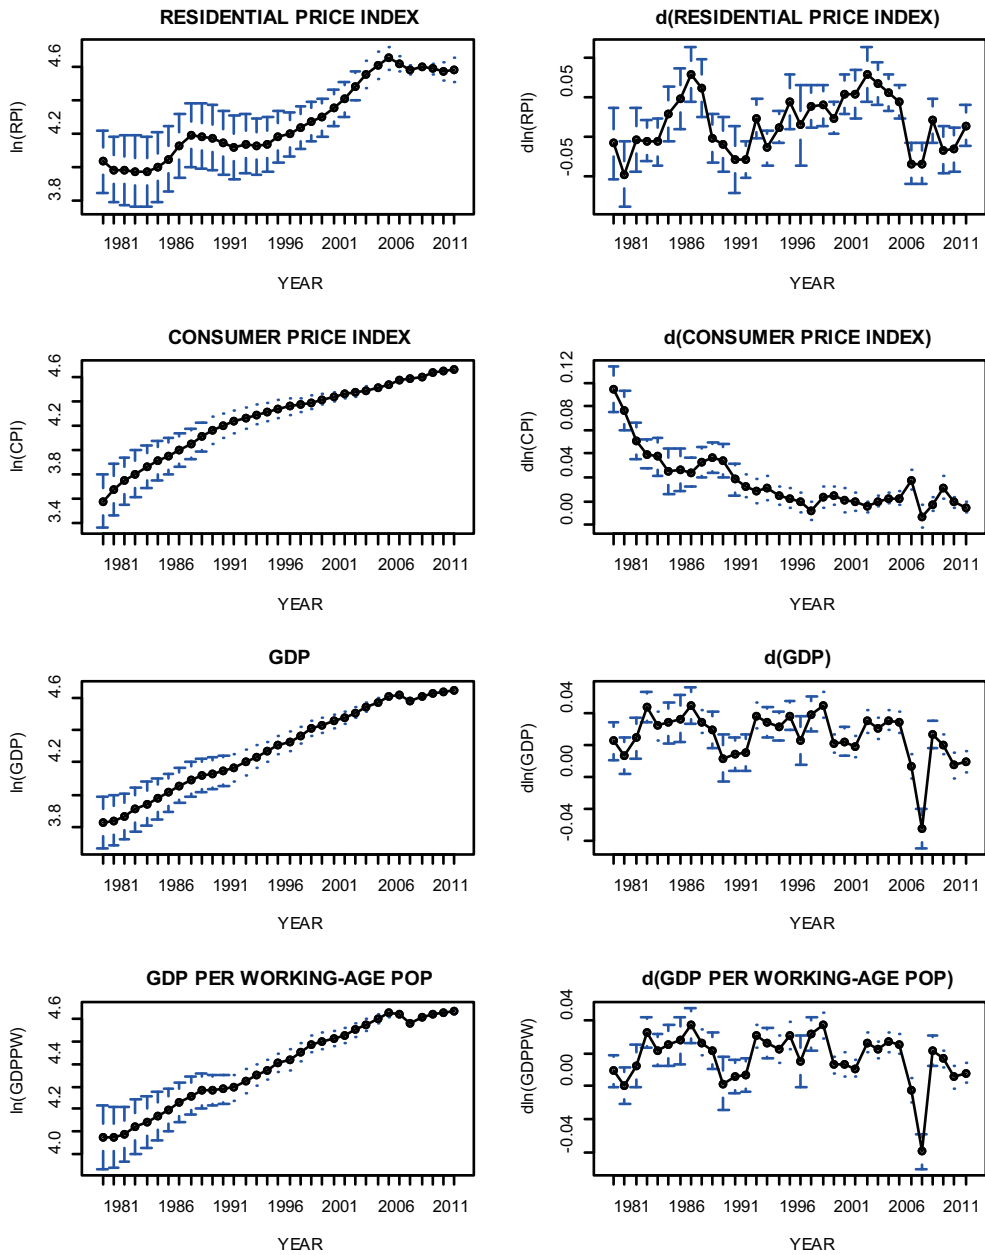 RESIDENTIAL PRICE INDEX
ln(RPI)
4.6
4.2
3.8
1981 1986 1991 1996 2001 2006 2011
YEAR
d(RESIDENTIAL PRICE INDEX)
dln(RPI)
0.05
-0.05
1981 1986 1991 1996 2001 2006 2011
YEAR
CONSUMER PRICE INDEX
ln(CPI)
4.6
4.2
3.8
3.4
1981 1986 1991 1996 2001 2006 2011
YEAR
d(CONSUMER PRICE INDEX)
dln(CPI)
0.12
0.08
0.04
0.00
1981 1986 1991 1996 2001 2006 2011
YEAR
GDP
ln(GDP)
4.6
4.2
3.8
1981 1986 1991 1996 2001 2006 2011
YEAR
d(GDP)
dln(GDP)
0.04
0.00
-0.04
1981 1986 1991 1996 2001 2006 2011
YEAR
GDP PER WORKING-AGE POP
ln(GDPPW)
4.6
4.4
4.2
4.0
1981 1986 1991 1996 2001 2006 2011
YEAR
d(GDP PER WORKING-AGE POP)
dln(GDPPW)
0.04
0.00
-0.04
1981 1986 1991 1996 2001 2006 2011
YEAR